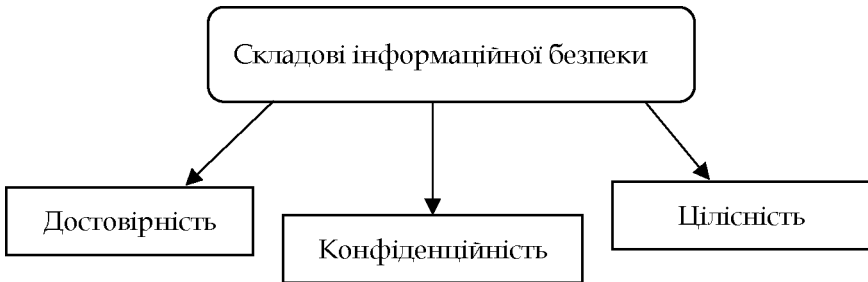 Складові інформаційної безпеки
Достовірність
Конфіденційність
Цілісність